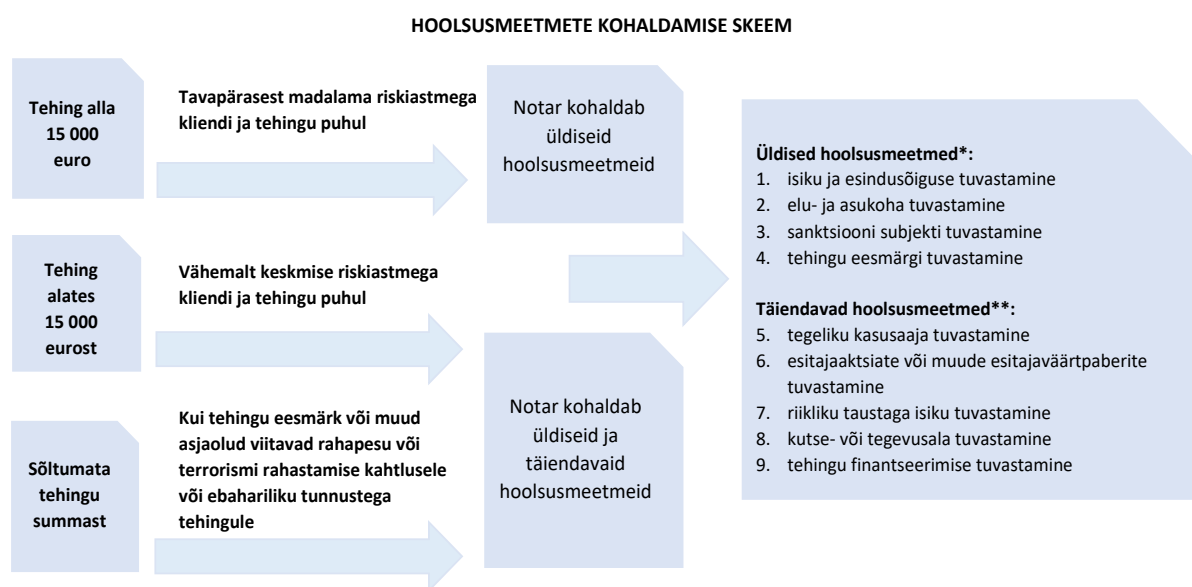 HOOLSUSMEETMETE KOHALDAMISE SKEEM
Tehing alla
15 000
euro
Tavapärasest madalama riskiastmega
kliendi ja tehingu puhul
Notar kohaldab
üldiseid
hoolsusmeetmeid
Tehing
alates
15 000
eurost
Vähemalt keskmise riskiastmega
kliendi ja tehingu puhul
Sõltumata
tehingu
summast
Kui tehingu eesmärk või muud
asjaolud viitavad rahapesu või
terrorismi rahastamise kahtlusele
või ebahariliku tunnustega
tehingule
Notar kohaldab
üldiseid ja
täiendavaid
hoolsusmeetmeid
Üldised hoolsusmeetmed*:
1. isiku ja esindusõiguse tuvastamine
2. elu- ja asukoha tuvastamine
3. sanktsiooni subjekti tuvastamine
4. tehingu eesmärgi tuvastamine
Täiendavad hoolsusmeetmed**:
5. tegeliku kasusaaja tuvastamine
6. esitajaaktsiate või muude esitajaväärtpaberite
tuvastamine
7. riikliku taustaga isiku tuvastamine
8. kutse- või tegevusala tuvastamine
9. tehingu finantseerimise tuvastamine